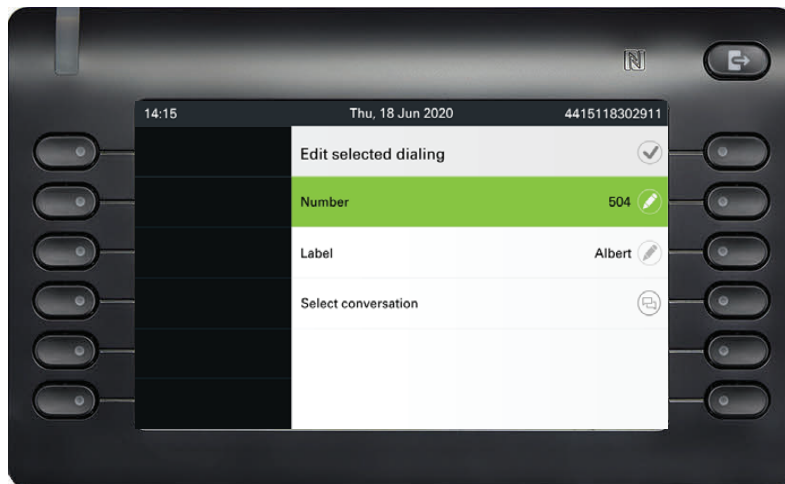 14:15 Thu, 18 Jun 2020 4415118302911
Edit selected dialing
Number 504
Label Albert
Select conversation